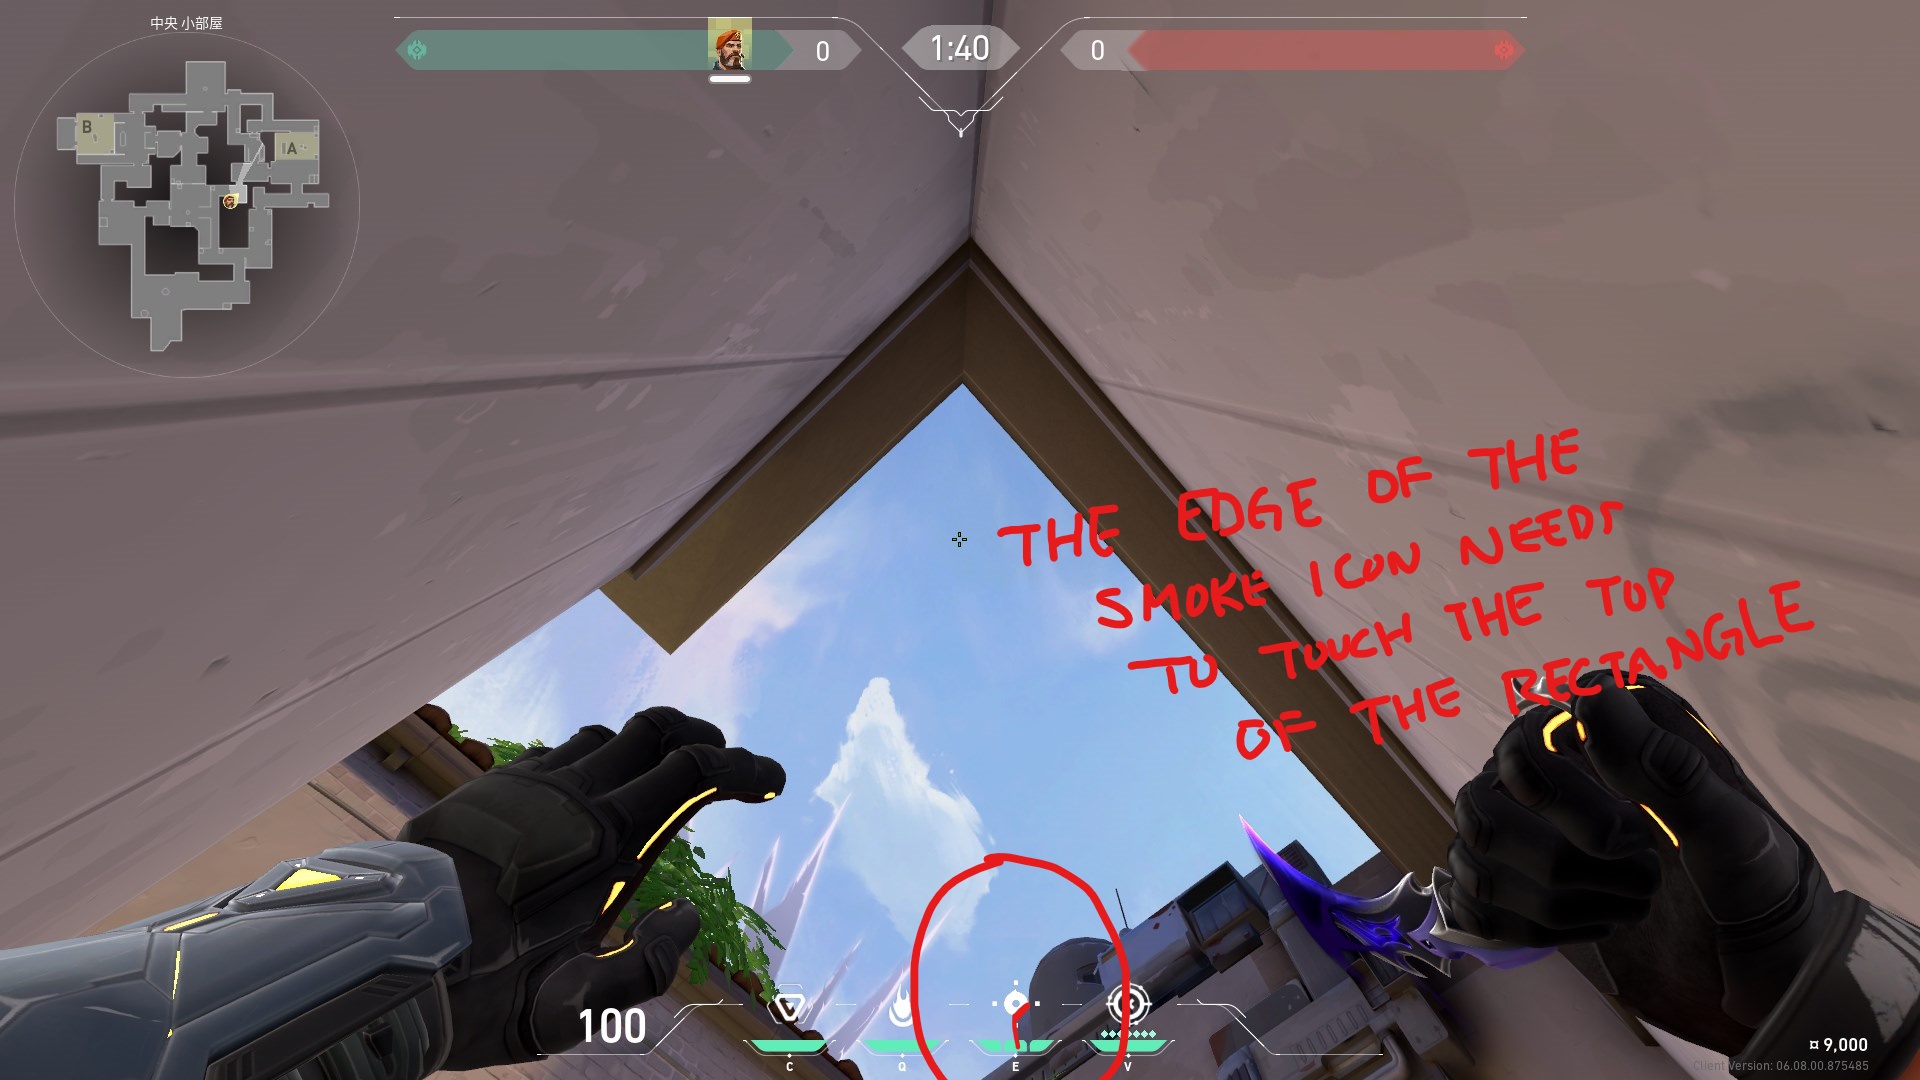 中央 小部屋
0
1:40
0
B
A
THE EDGE OF THE
SMOKE ICON NEEDS
TO TOUCH THE TOP
OF THE RECTANGLE
100
C
Q
E
V
¤ 9,000
Client Version: 06.08.00.875485